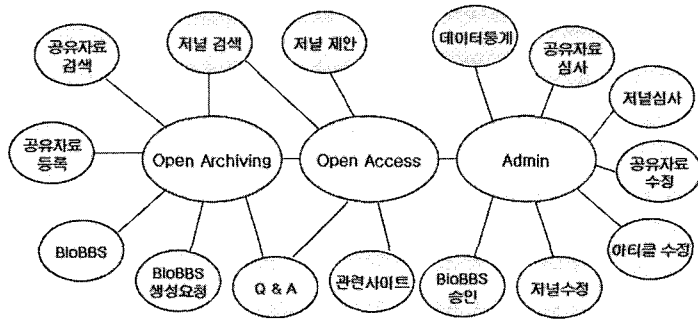 공유자료
검색
저널 검색
저널 제안
데이터통계
공유자료
심사
저널심사
공유자료
등록
Open Archiving
Open Access
Admin
공유자료
수정
BioBBS
BioBBS
생성요청
Q & A
관련사이트
BioBBS
승인
저널수정
아티클 수정